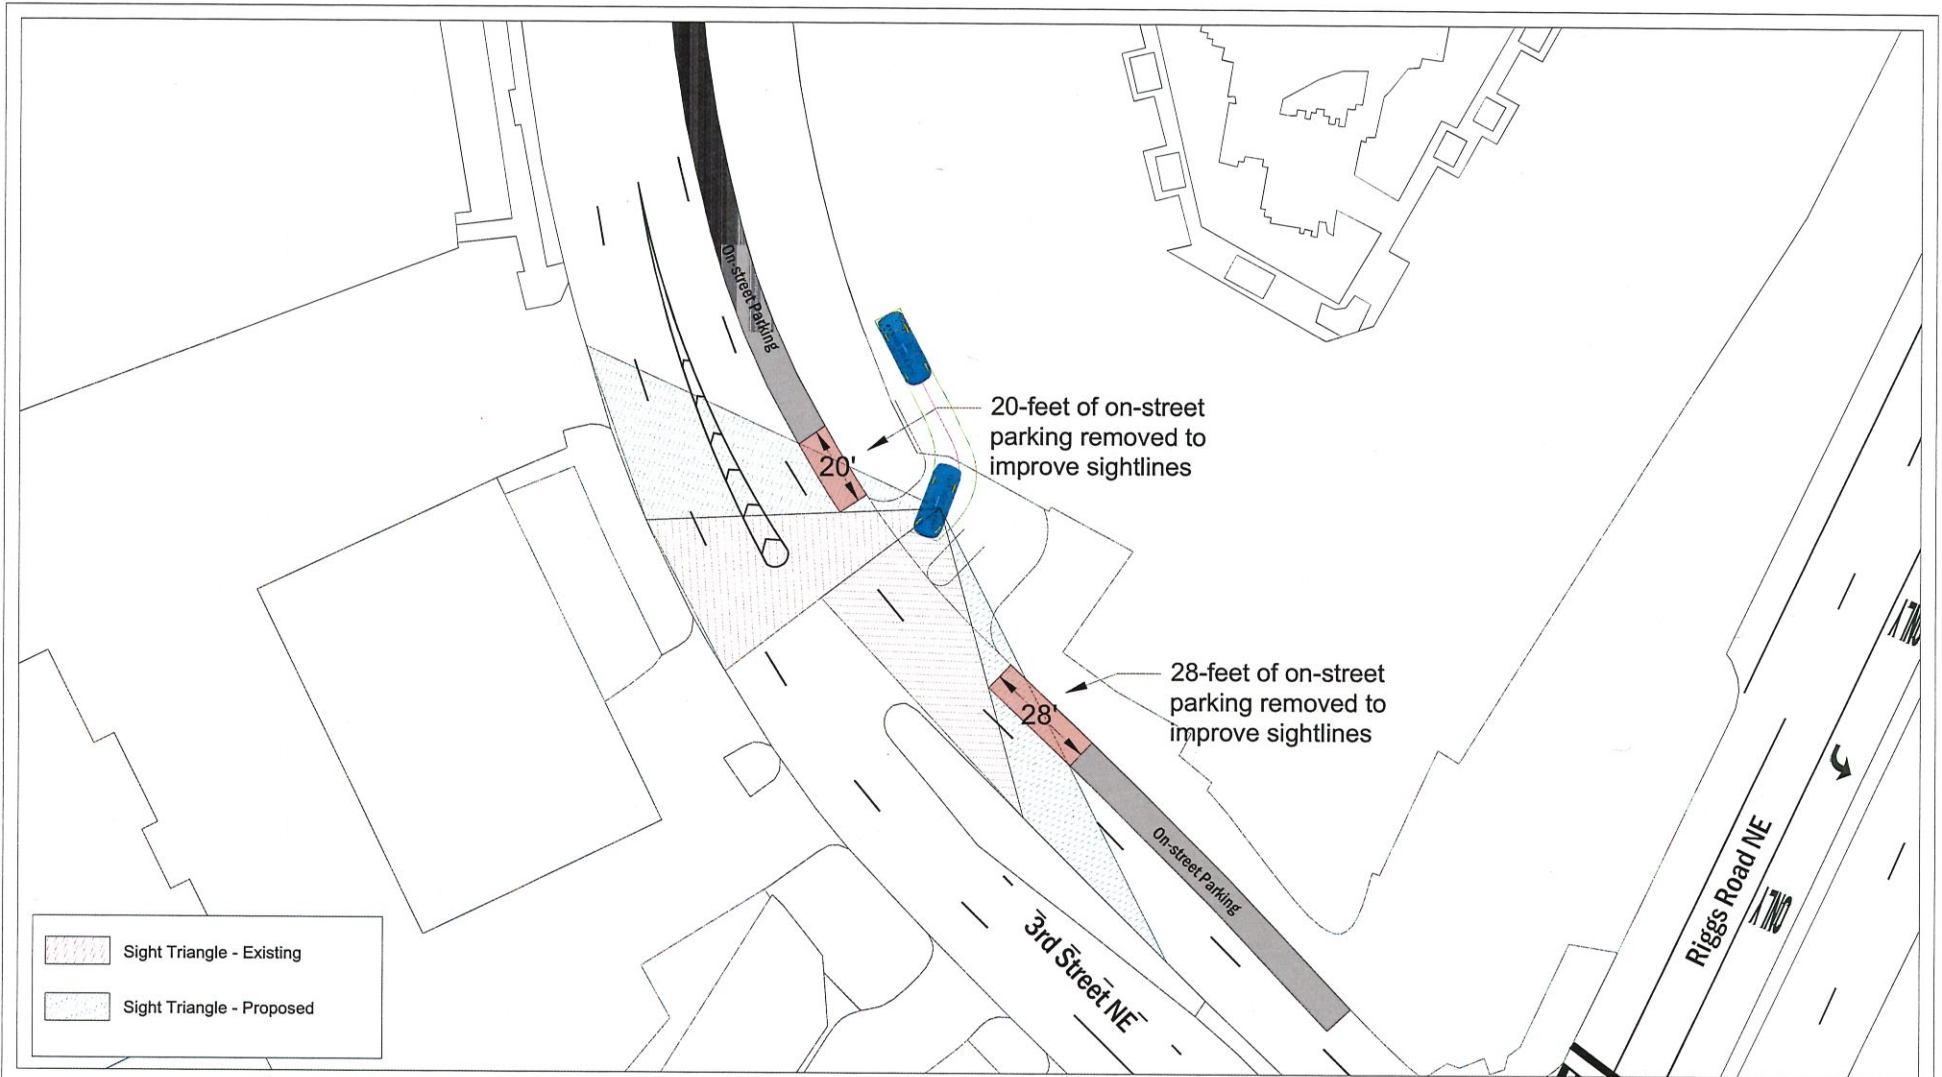 On-street Parking
20-feet of on-street
parking removed to
improve sightlines
20'
28-feet of on-street
parking removed to
improve sightlines
28'
On-street Parking
3rd Street NE
Riggs Road NE
ONLY
ONLY
Sight Triangle - Existing
Sight Triangle - Proposed